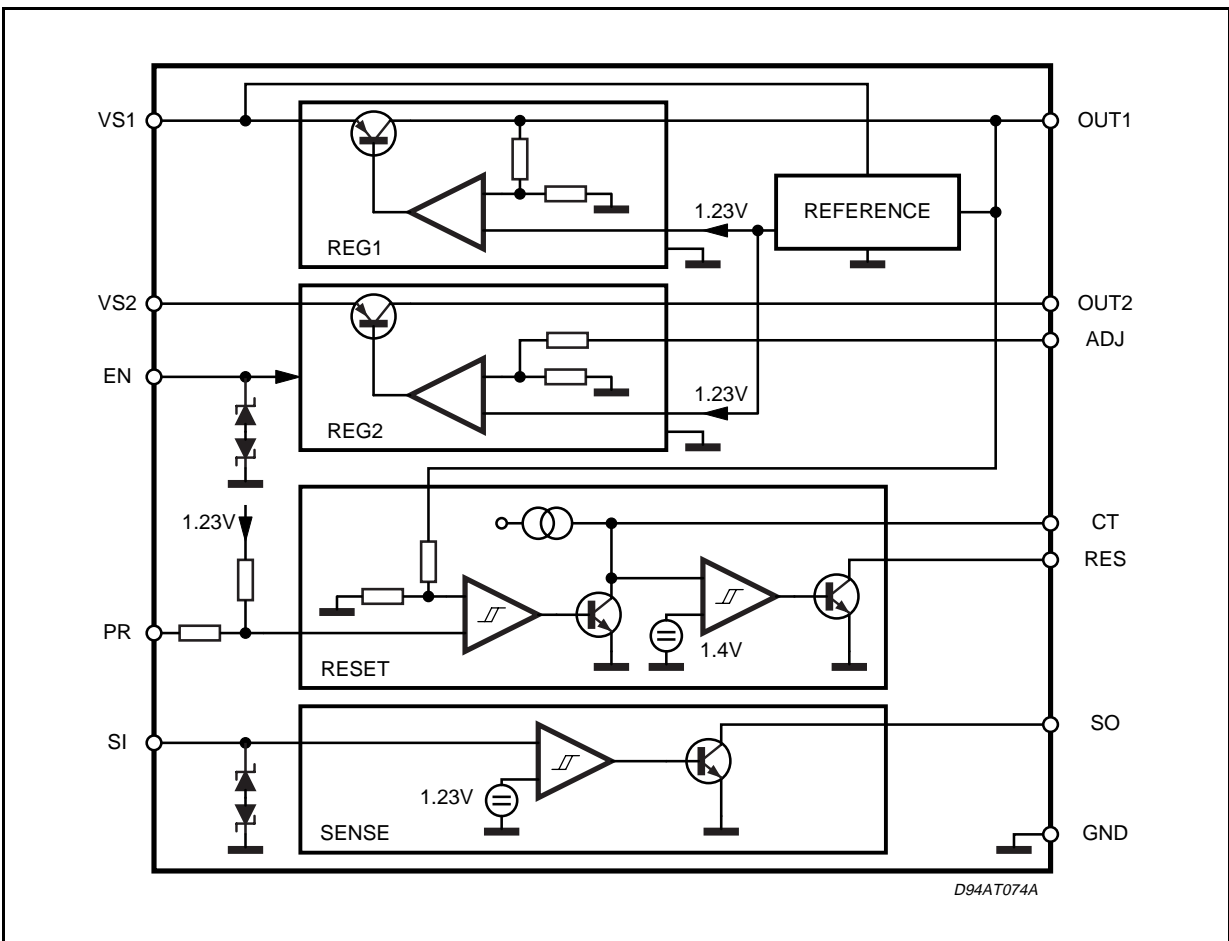 VS1
OUT1
1.23V
REFERENCE
REG1
VS2
OUT2
ADJ
EN
1.23V
REG2
1.23V
CT
RES
PR
1.4V
RESET
SI
SO
1.23V
SENSE
GND
D94AT074A